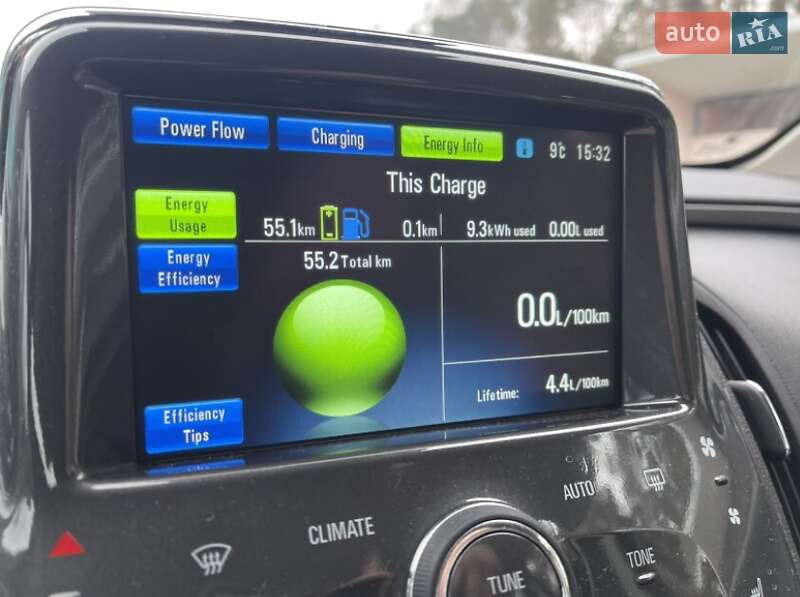 auto RIA .com
Power Flow Charging Energy Info 9°C 15:32
This Charge
Energy Usage
55.1km 0.1km 9.3kWh used 0.00L used
Energy Efficiency
55.2 Total km
0.0L/100km
Lifetime: 4.4L/100km
Efficiency Tips
AUTO
CLIMATE
TUNE
TONE